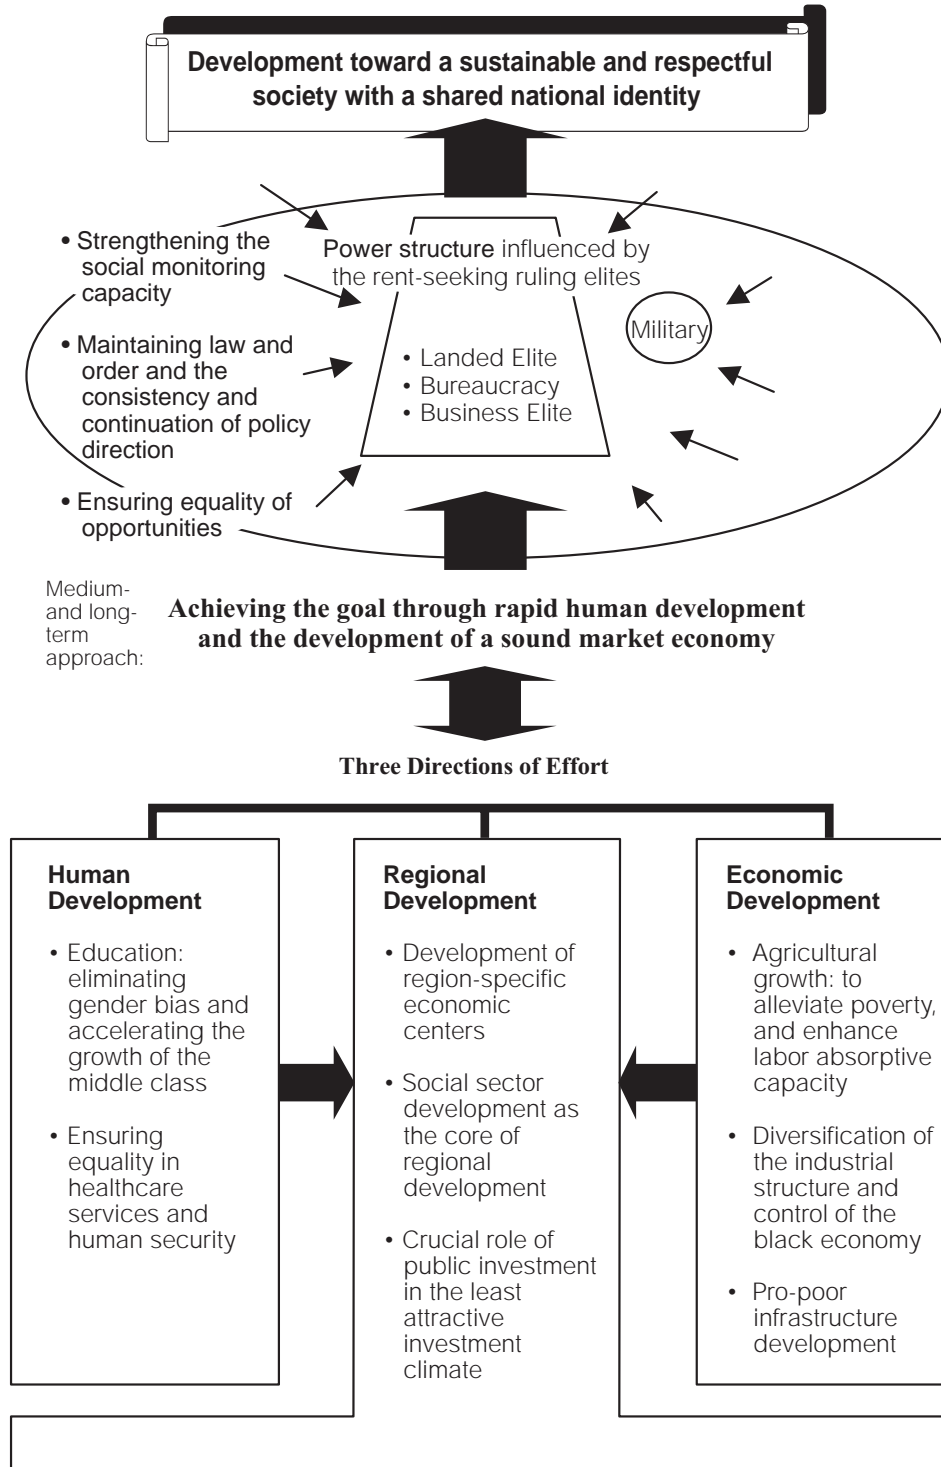 Development toward a sustainable and respectful
society with a shared national identity
• Strengthening the
social monitoring
capacity
• Maintaining law and
order and the
consistency and
continuation of policy
direction
• Ensuring equality of
opportunities
Power structure influenced by
the rent-seeking ruling elites
• Landed Elite
• Bureaucracy
• Business Elite
Military
Medium-
and long-
term
approach:
Achieving the goal through rapid human development
and the development of a sound market economy
Three Directions of Effort
Human
Development
• Education:
eliminating
gender bias and
accelerating the
growth of the
middle class
• Ensuring
equality in
healthcare
services and
human security
Regional
Development
• Development of
region-specific
economic
centers
• Social sector
development as
the core of
regional
development
• Crucial role of
public investment
in the least
attractive
investment
climate
Economic
Development
• Agricultural
growth: to
alleviate poverty,
and enhance
labor absorptive
capacity
• Diversification of
the industrial
structure and
control of the
black economy
• Pro-poor
infrastructure
development